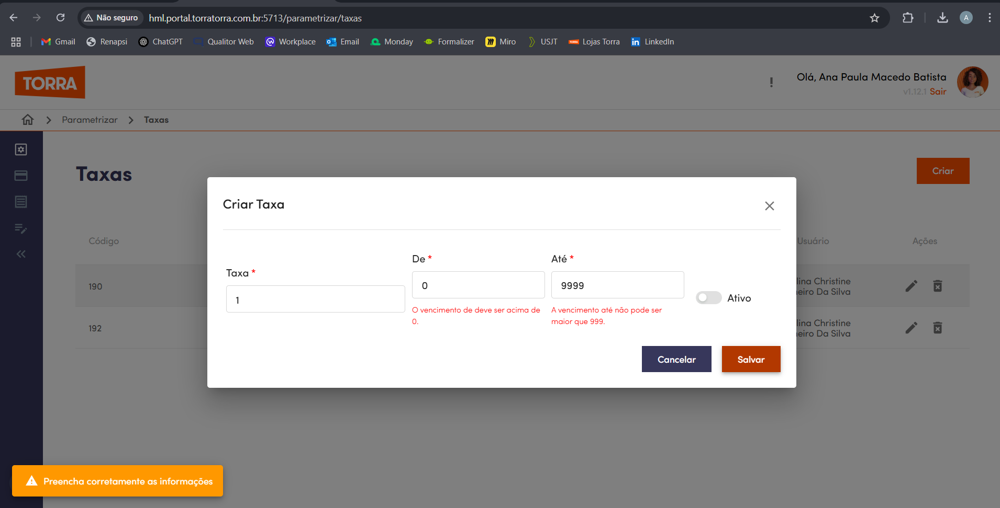 Não seguro
hml.portal.torratorra.com.br:5713/parametrizar/taxas
A
Gmail
Renapsi
ChatGPT
Qualitor Web
Workplace
Email
Monday
Formalizer
Miro
USJT
Lojas Torra
LinkedIn
TORRA
Olá, Ana Paula Macedo Batista
v1.12.1 Sair
Parametrizar
Taxas
Taxas
Criar
Criar Taxa
Código
Usuário
Ações
De *
Até *
Taxa *
0
9999
1
Ativo
O vencimento de deve ser acima de
0.
A vencimento até não pode ser
maior que 999.
190
lina Christine
eiro Da Silva
192
lina Christine
eiro Da Silva
Cancelar
Salvar
Preencha corretamente as informações